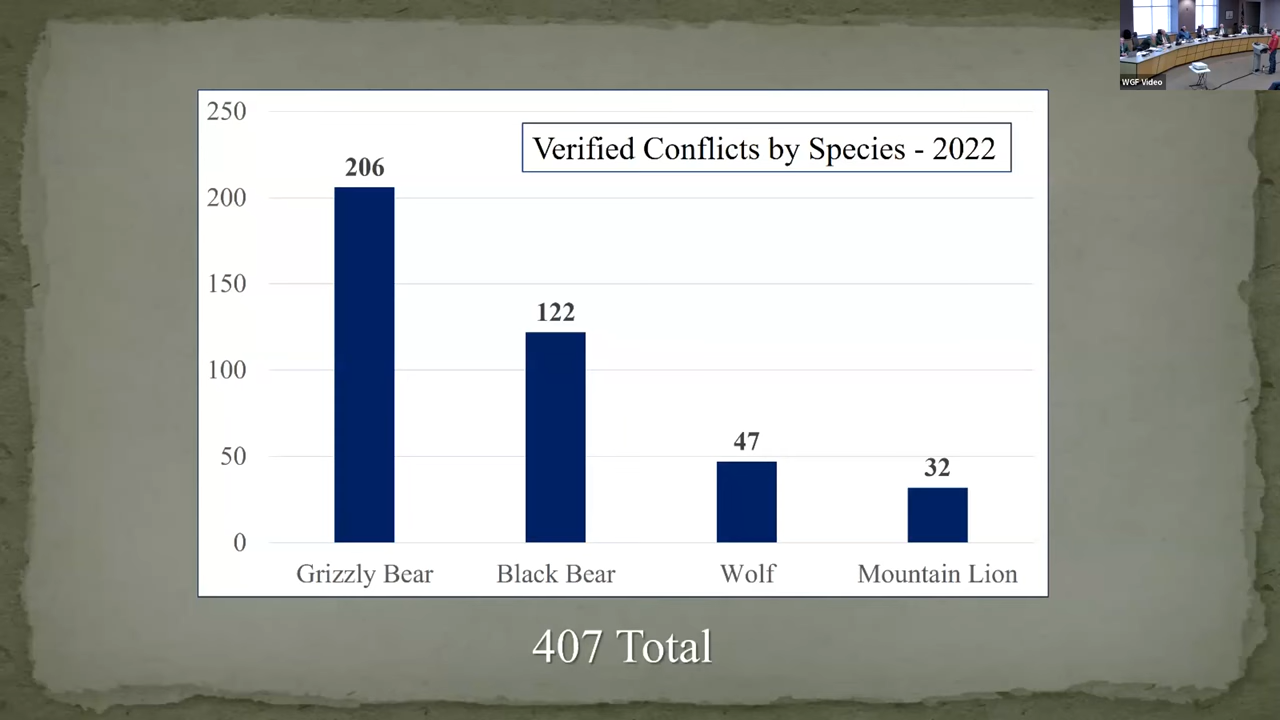 WGF Video
Verified Conflicts by Species - 2022
250
200
150
100
50
0
206
122
47
32
Grizzly Bear Black Bear Wolf Mountain Lion
407 Total